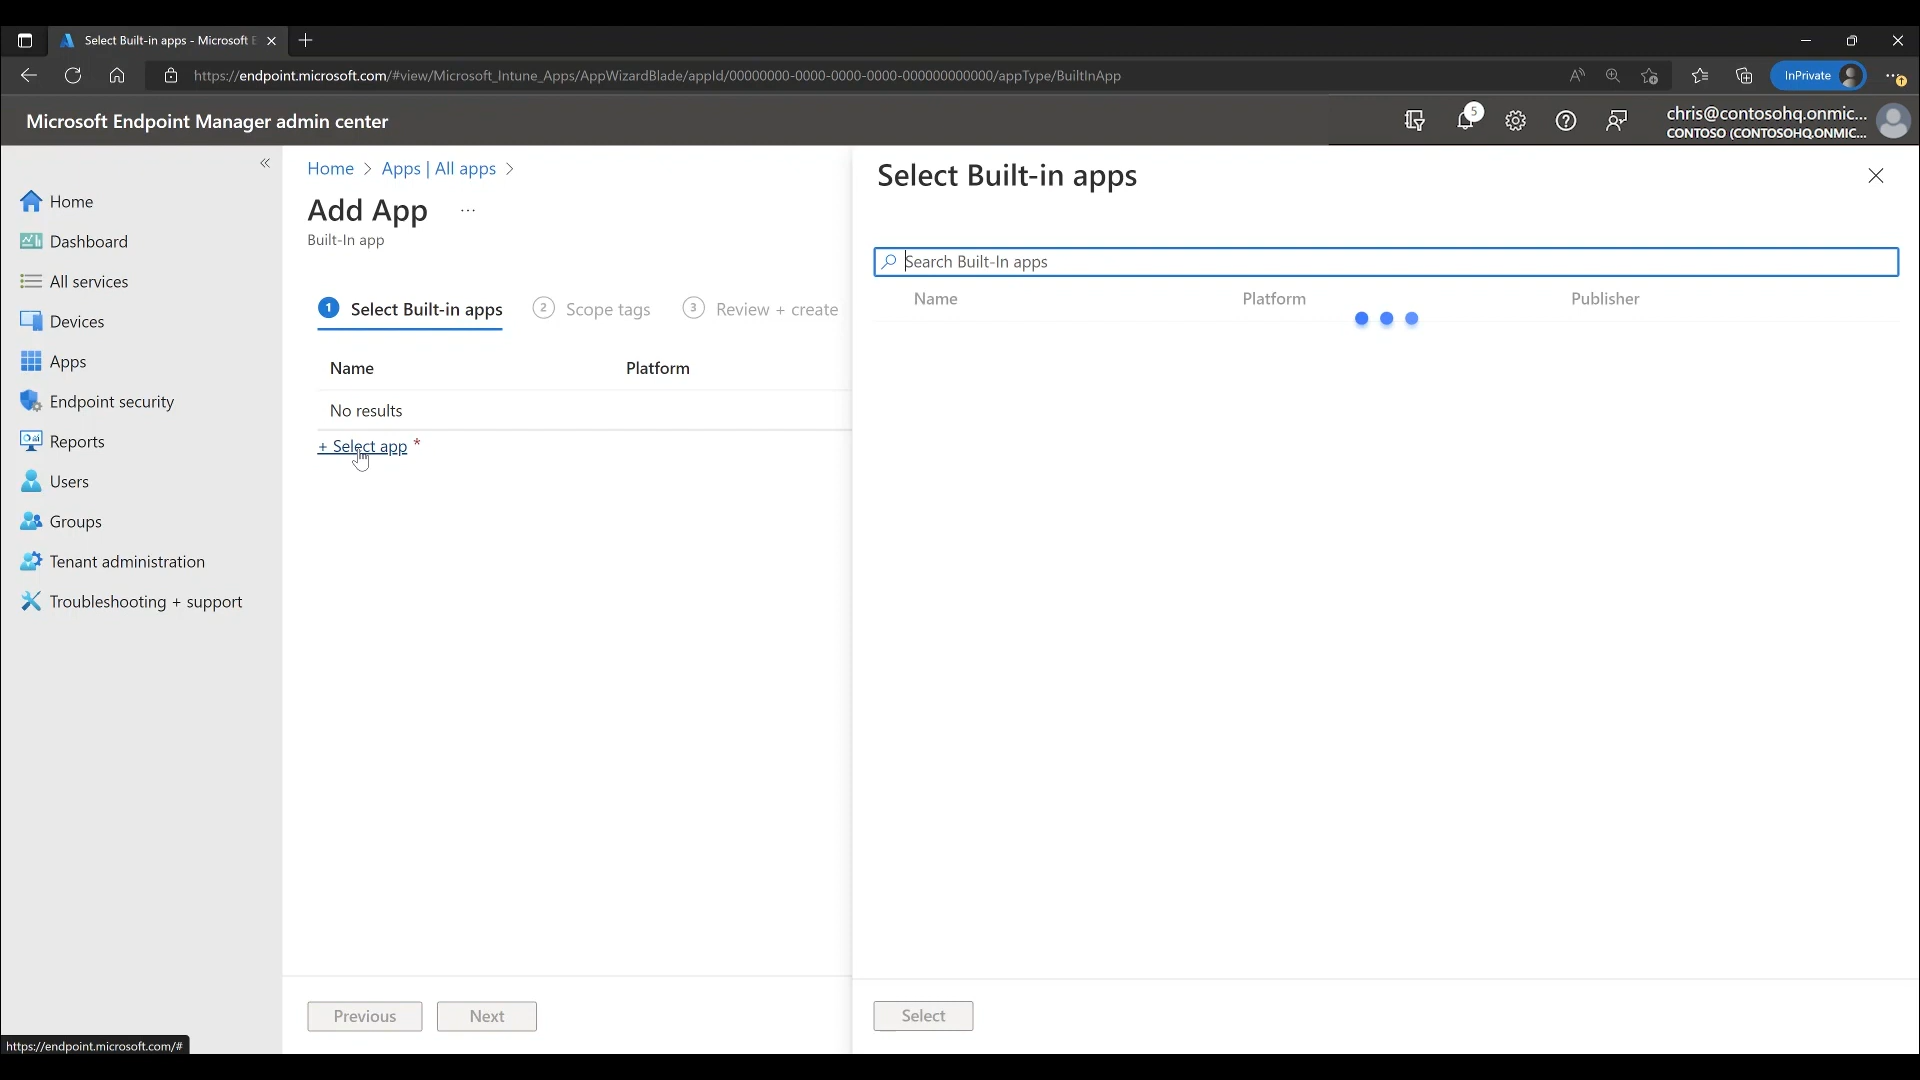 Select Built-in apps - Microsoft E
https://endpoint.microsoft.com/#view/Microsoft_Intune_Apps/AppWizardBlade/appId/00000000-0000-0000-0000-000000000000/appType/BuiltInApp
InPrivate
Microsoft Endpoint Manager admin center
5
chris@contosohq.onmic...
CONTOSO (CONTOSOHQ.ONMIC...
Home
Dashboard
All services
Devices
Apps
Endpoint security
Reports
Users
Groups
Tenant administration
Troubleshooting + support
Home > Apps | All apps >
Add App ...
Built-In app
1 Select Built-in apps 2 Scope tags 3 Review + create
Name Platform
No results
+ Select app *
Previous Next
Select Built-in apps
Search Built-In apps
Name Platform Publisher
Select
https://endpoint.microsoft.com/#